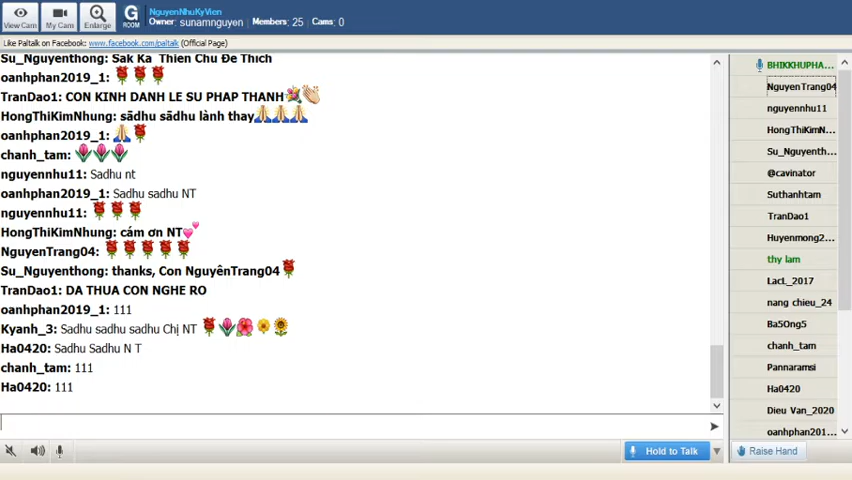 View Cam
My Cam
Enlarge
G
ROOM
NguyenNhuKyVien
Owner: sunamnguyen Members: 25 Cams: 0
Like Paltalk on Facebook: www.facebook.com/paltalk (Official Page)
Su_Nguyenthong: Sak Ka Thien Chu Đe Thich
oanhphan2019_1:
TranDao1: CON KINH DANH LE SU PHAP THANH
HongThiKimNhung: sādhu sādhu lành thay
oanhphan2019_1:
chanh_tam:
nguyennhu11: Sadhu nt
oanhphan2019_1: Sadhu sadhu NT
nguyennhu11:
HongThiKimNhung: cám ơn NT
NguyenTrang04:
Su_Nguyenthong: thanks, Con NguyênTrang04
TranDao1: DA THUA CON NGHE RO
oanhphan2019_1: 111
Kyanh_3: Sadhu sadhu sadhu Chị NT
Ha0420: Sadhu Sadhu N T
chanh_tam: 111
Ha0420: 111
Hold to Talk
BHIKKHUPHA...
NguyenTrang04
nguyennhu11
HongThiKimN...
Su_Nguyenth...
@cavinator
Suthanhtam
TranDao1
Huyenmong2...
thy lam
LacL_2017
nang chieu_24
Ba5Ong5
chanh_tam
Pannaramsi
Ha0420
Dieu Van_2020
oanhphan201...
Raise Hand